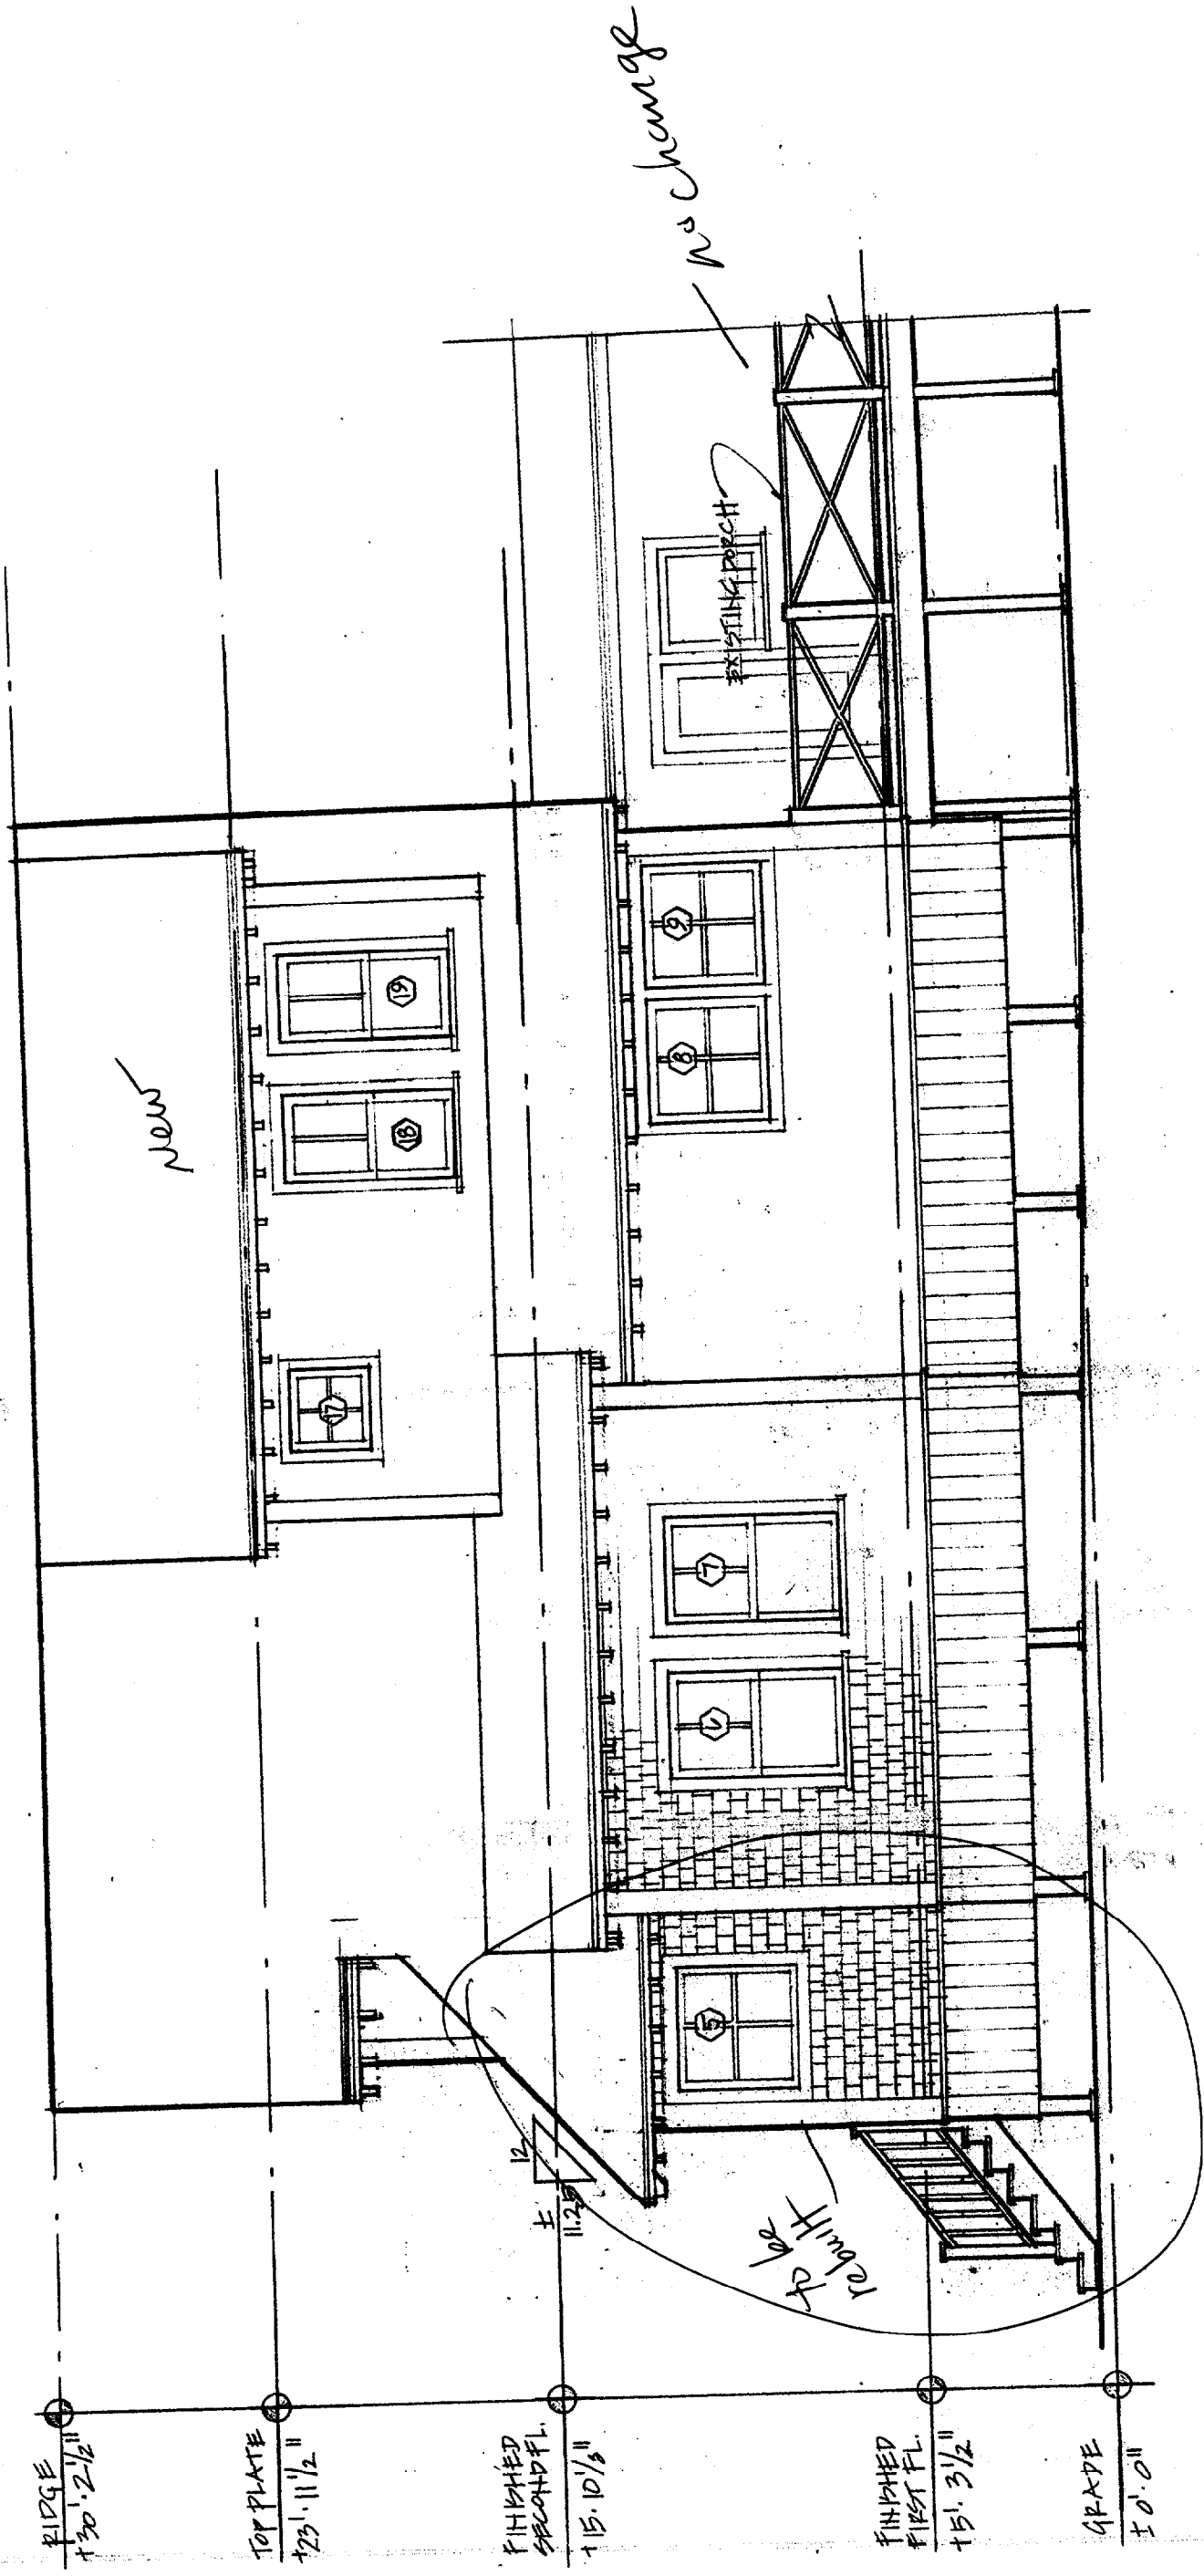 RIDGE
+30'·2 1/2"
TOP PLATE
+23'·11 1/2"
FINISHED
SECOND FL.
+15·10 1/8"
FINISHED
FIRST FL.
+5'·3 1/2"
GRADE
± 0'·0"
New
no change
EXISTING PORCH
to be
rebuilt
12
±
11.25
17
18
19
5
6
7
8
9